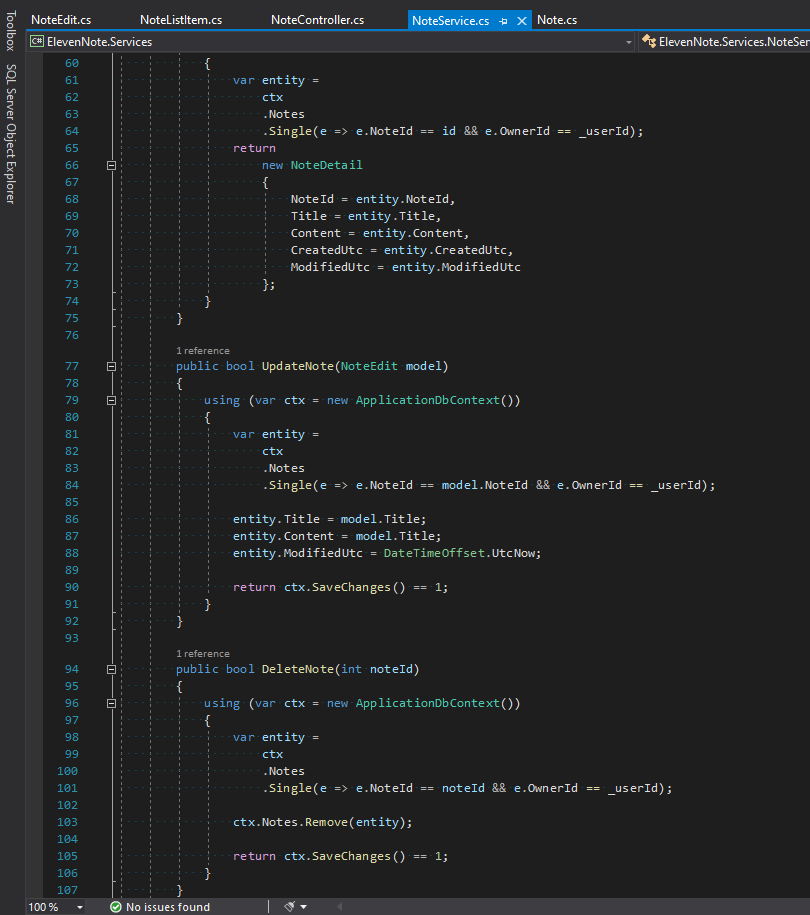 NoteEdit.cs NoteListItem.cs NoteController.cs NoteService.cs Note.cs
Toolbox
SQL Server Object Explorer
C# ElevenNote.Services ElevenNote.Services.NoteSer
60 {
61 var entity =
62 ctx
63 .Notes
64 .Single(e => e.NoteId == id && e.OwnerId == _userId);
65 return
66 new NoteDetail
67 {
68 NoteId = entity.NoteId,
69 Title = entity.Title,
70 Content = entity.Content,
71 CreatedUtc = entity.CreatedUtc,
72 ModifiedUtc = entity.ModifiedUtc
73 };
74 }
75 }
76
1 reference
77 public bool UpdateNote(NoteEdit model)
78 {
79 using (var ctx = new ApplicationDbContext())
80 {
81 var entity =
82 ctx
83 .Notes
84 .Single(e => e.NoteId == model.NoteId && e.OwnerId == _userId);
85
86 entity.Title = model.Title;
87 entity.Content = model.Title;
88 entity.ModifiedUtc = DateTimeOffset.UtcNow;
89
90 return ctx.SaveChanges() == 1;
91 }
92 }
93
1 reference
94 public bool DeleteNote(int noteId)
95 {
96 using (var ctx = new ApplicationDbContext())
97 {
98 var entity =
99 ctx
100 .Notes
101 .Single(e => e.NoteId == noteId && e.OwnerId == _userId);
102
103 ctx.Notes.Remove(entity);
104
105 return ctx.SaveChanges() == 1;
106 }
107 }
100 % No issues found